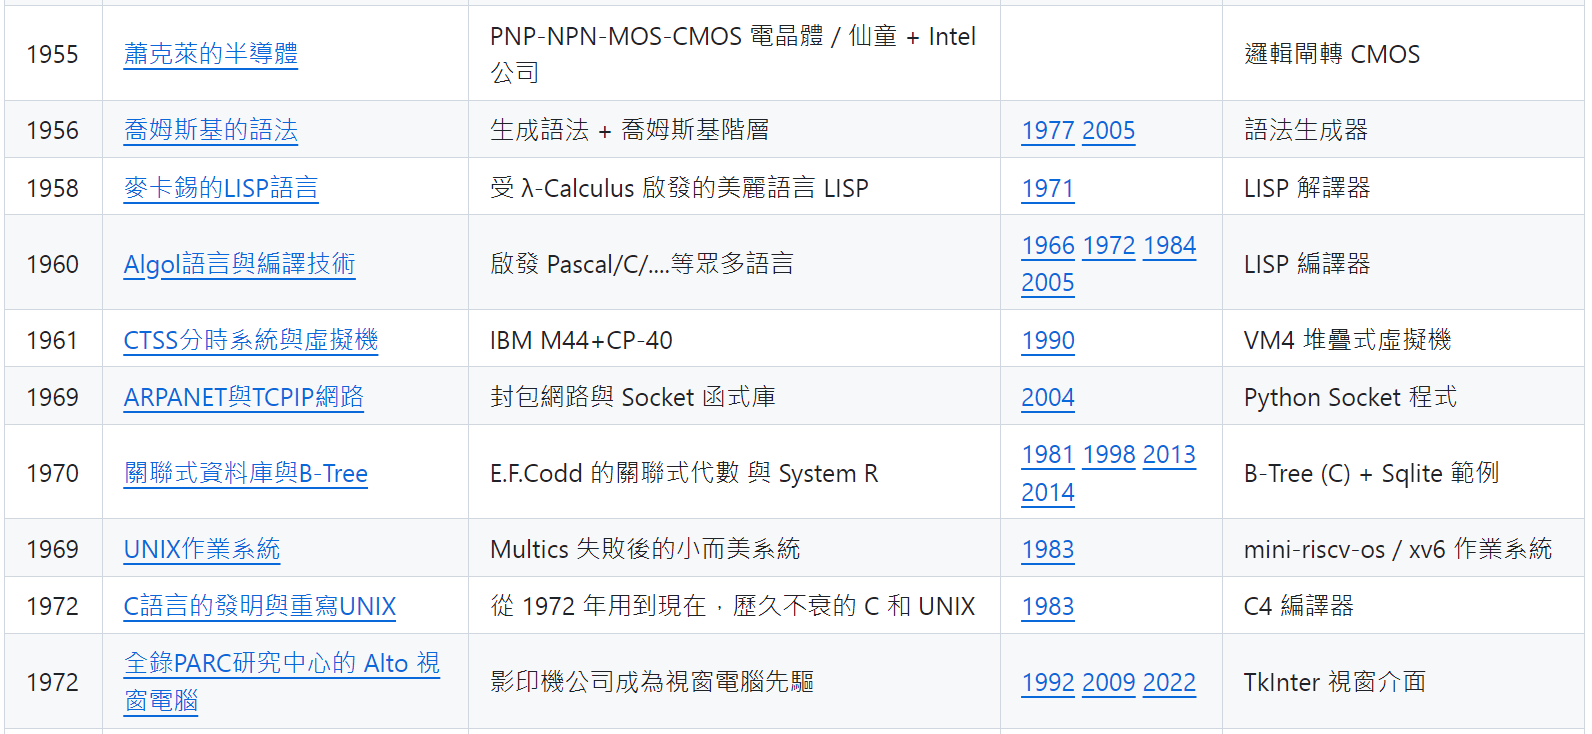 1955 蕭克萊的半導體 PNP-NPN-MOS-CMOS 電晶體 / 仙童 + Intel 邏輯閘轉 CMOS
公司
1956 喬姆斯基的語法 生成語法 + 喬姆斯基階層 1977 2005 語法生成器
1958 麥卡錫的LISP語言 受 λ-Calculus 啟發的美麗語言 LISP 1971 LISP 解譯器
1960 Algol語言與編譯技術 啟發 Pascal/C/....等眾多語言 1966 1972 1984 LISP 編譯器
2005
1961 CTSS分時系統與虛擬機 IBM M44+CP-40 1990 VM4 堆疊式虛擬機
1969 ARPANET與TCPIP網路 封包網路與 Socket 函式庫 2004 Python Socket 程式
1970 關聯式資料庫與B-Tree E.F.Codd 的關聯式代數 與 System R 1981 1998 2013 B-Tree (C) + Sqlite 範例
2014
1969 UNIX作業系統 Multics 失敗後的小而美系統 1983 mini-riscv-os / xv6 作業系統
1972 C語言的發明與重寫UNIX 從 1972 年用到現在，歷久不衰的 C 和 UNIX 1983 C4 編譯器
1972 全錄PARC研究中心的 Alto 視 影印機公司成為視窗電腦先驅 1992 2009 2022 TkInter 視窗介面
窗電腦